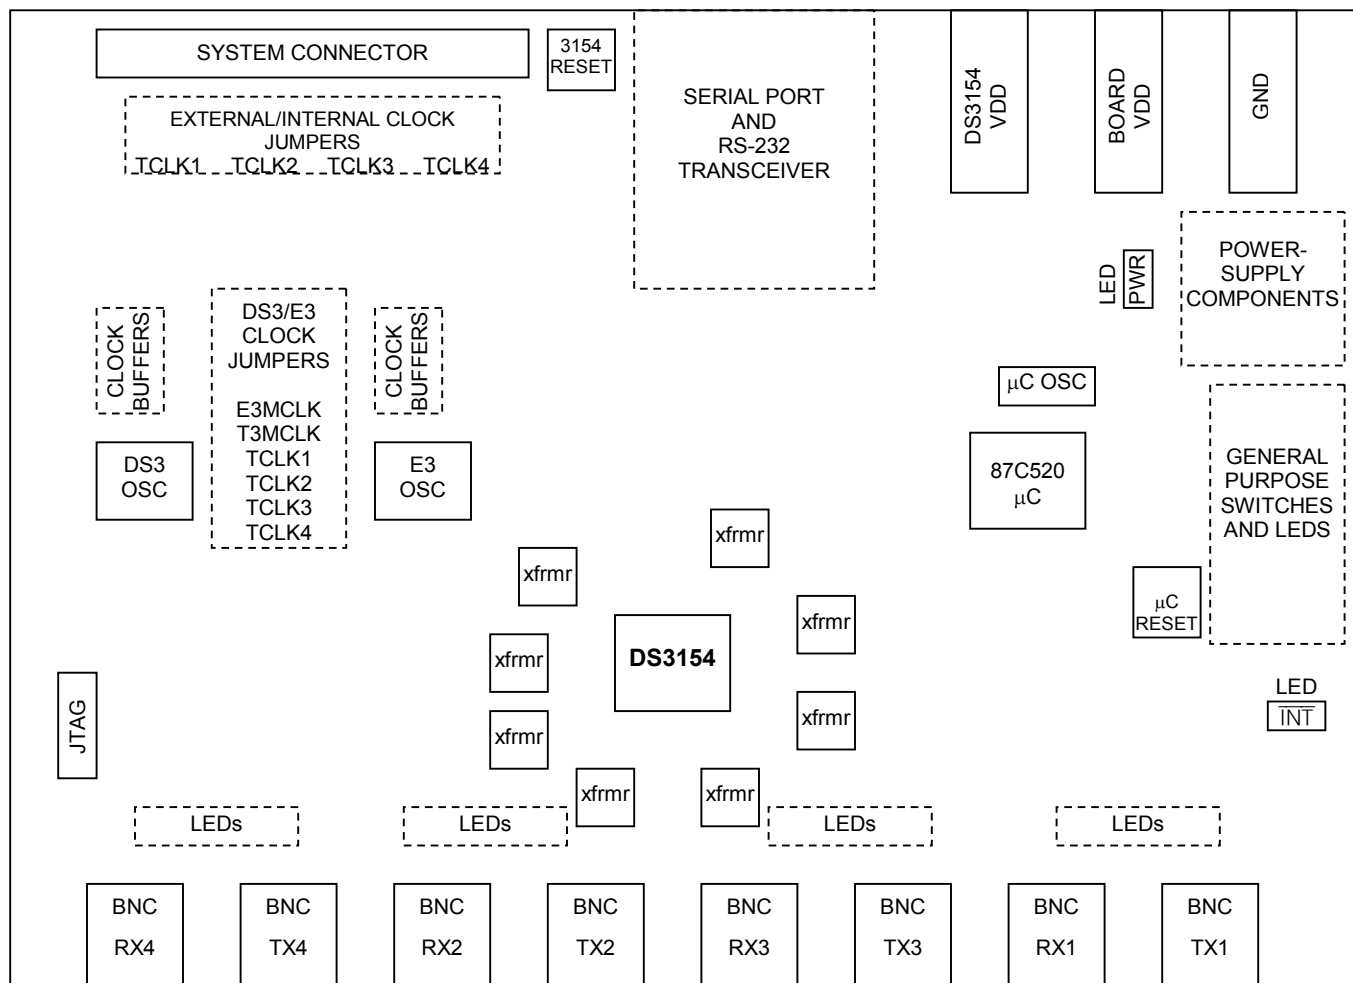 SYSTEM CONNECTOR
3154
RESET
EXTERNAL/INTERNAL CLOCK
JUMPERS
TCLK1 TCLK2 TCLK3 TCLK4
SERIAL PORT
AND
RS-232
TRANSCEIVER
DS3154
VDD
BOARD
VDD
GND
LED
PWR
POWER-
SUPPLY
COMPONENTS
CLOCK
BUFFERS
DS3/E3
CLOCK
JUMPERS
E3MCLK
T3MCLK
TCLK1
TCLK2
TCLK3
TCLK4
CLOCK
BUFFERS
DS3
OSC
E3
OSC
µC OSC
87C520
µC
GENERAL
PURPOSE
SWITCHES
AND LEDS
xfrmr
xfrmr
xfrmr
xfrmr
DS3154
µC
RESET
JTAG
xfrmr
xfrmr
LED
INT
xfrmr
xfrmr
LEDs
LEDs
LEDs
LEDs
BNC
RX4
BNC
TX4
BNC
RX2
BNC
TX2
BNC
RX3
BNC
TX3
BNC
RX1
BNC
TX1